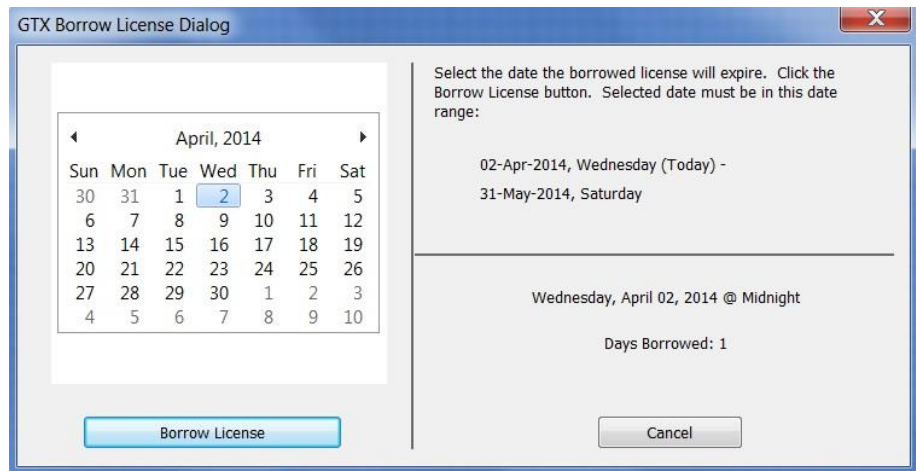 GTX Borrow License Dialog
April, 2014
Sun Mon Tue Wed Thu Fri Sat
30 31 1 2 3 4 5
6 7 8 9 10 11 12
13 14 15 16 17 18 19
20 21 22 23 24 25 26
27 28 29 30 1 2 3
4 5 6 7 8 9 10
Borrow License
Select the date the borrowed license will expire. Click the
Borrow License button. Selected date must be in this date
range:
02-Apr-2014, Wednesday (Today) -
31-May-2014, Saturday
Wednesday, April 02, 2014 @ Midnight
Days Borrowed: 1
Cancel